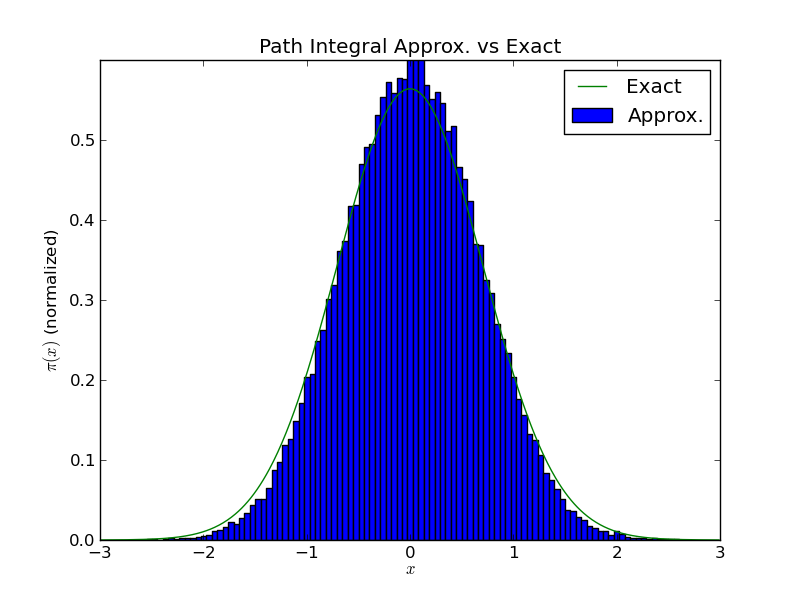 Path Integral Approx. vs Exact
Exact
Approx.
π(x) (normalized)
0.5
0.4
0.3
0.2
0.1
0.0
−3 −2 −1 0 1 2 3
x